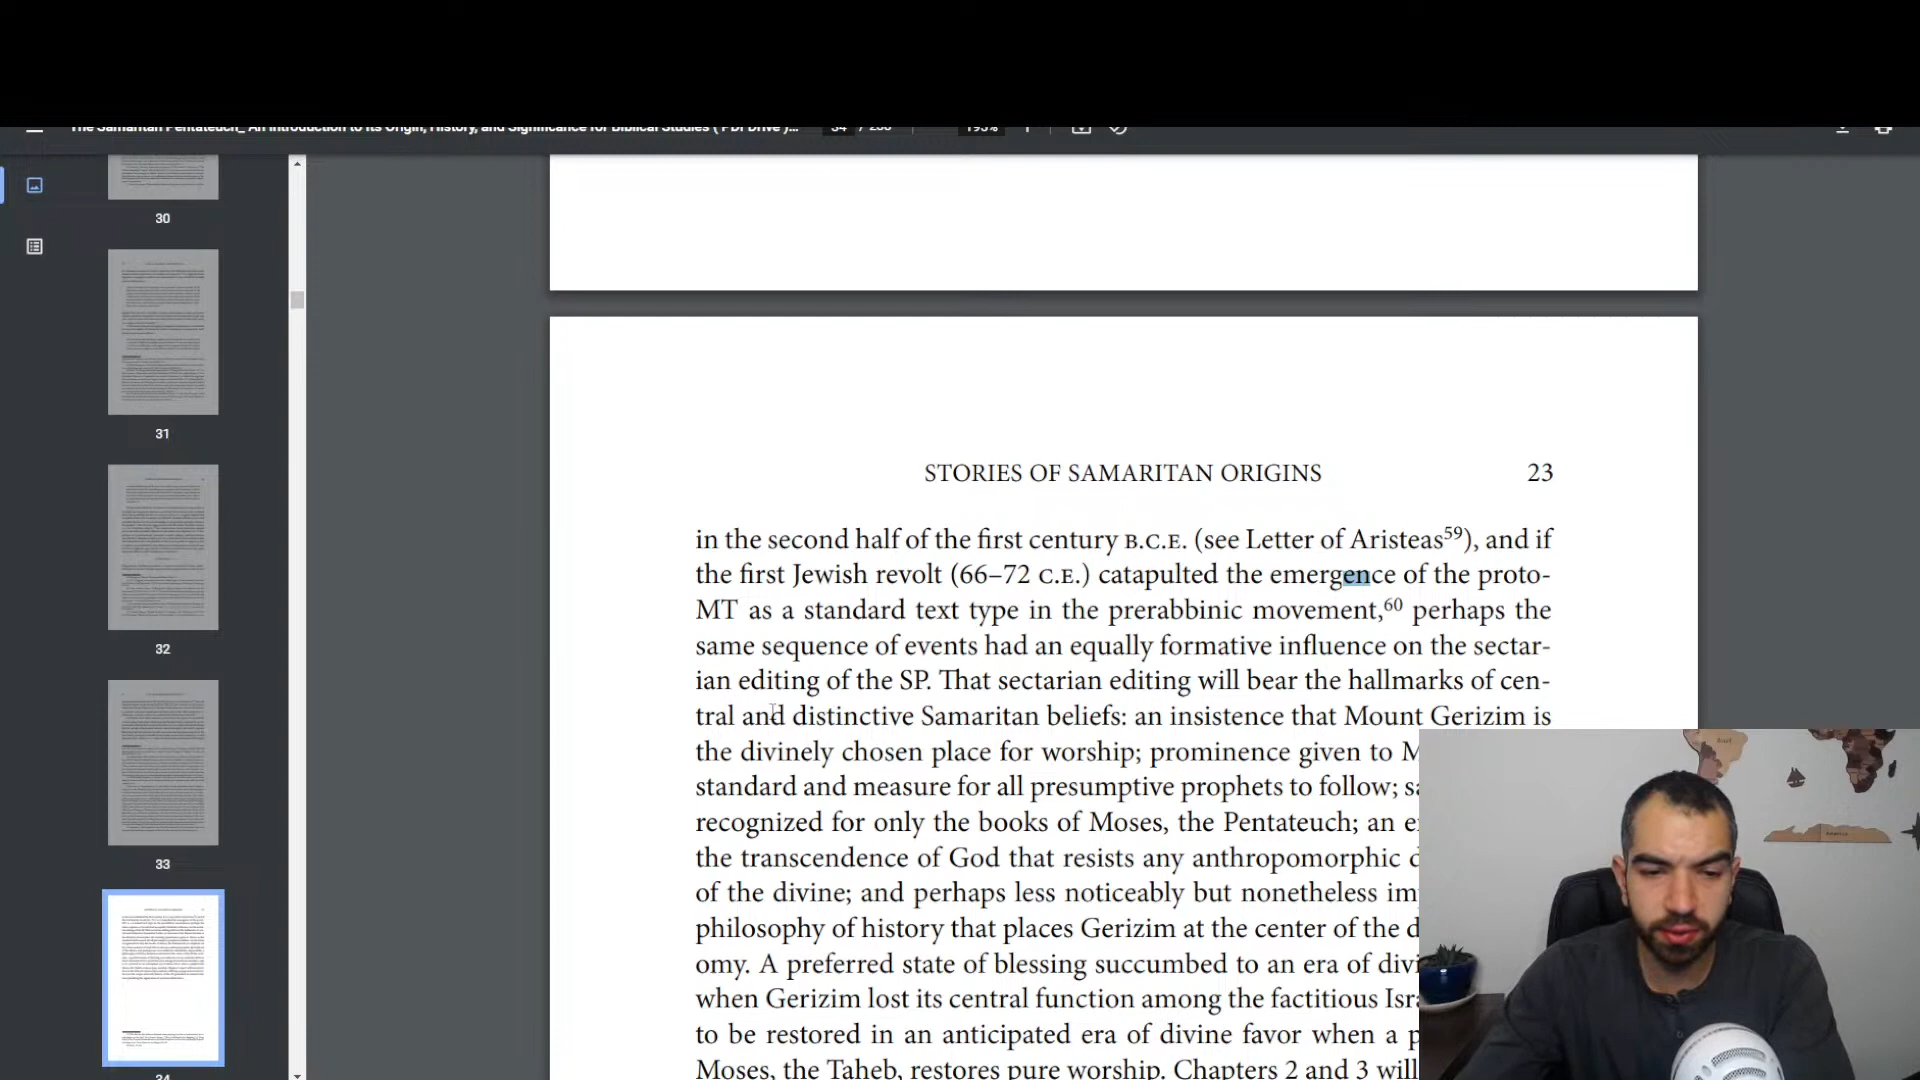 The Samaritan Pentateuch_ An Introduction to Its Origin, History, and Significance for Biblical Studies ( PDFDrive )...
34 / 200
195%
30
31
32
33
34
STORIES OF SAMARITAN ORIGINS 23
in the second half of the first century B.C.E. (see Letter of Aristeas59), and if
the first Jewish revolt (66–72 C.E.) catapulted the emergence of the proto-
MT as a standard text type in the prerabbinic movement,60 perhaps the
same sequence of events had an equally formative influence on the sectar-
ian editing of the SP. That sectarian editing will bear the hallmarks of cen-
tral and distinctive Samaritan beliefs: an insistence that Mount Gerizim is
the divinely chosen place for worship; prominence given to M
standard and measure for all presumptive prophets to follow; sa
recognized for only the books of Moses, the Pentateuch; an e
the transcendence of God that resists any anthropomorphic d
of the divine; and perhaps less noticeably but nonetheless im
philosophy of history that places Gerizim at the center of the d
omy. A preferred state of blessing succumbed to an era of divi
when Gerizim lost its central function among the factitious Isra
to be restored in an anticipated era of divine favor when a p
Moses, the Taheb, restores pure worship. Chapters 2 and 3 will